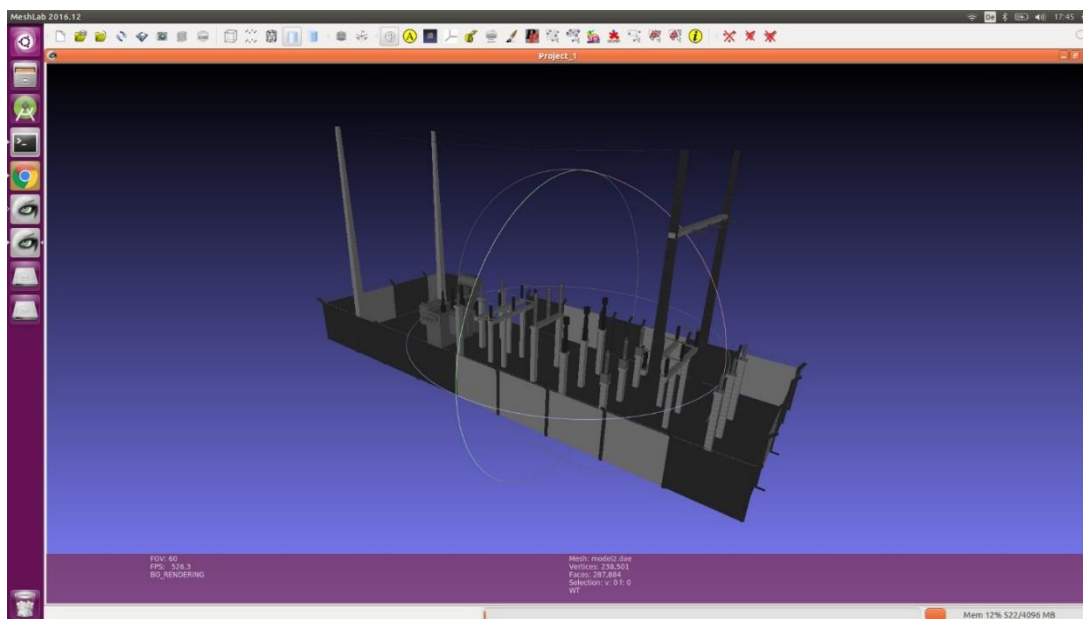 MeshLab 2016.12
De
17:45
Project_1
FOV: 60
FPS: 526.3
BO_RENDERING
Mesh: model2.dae
Vertices: 238,501
Faces: 287,884
Selection: v: 0 f: 0
WT
Mem 12% 522/4096 MB